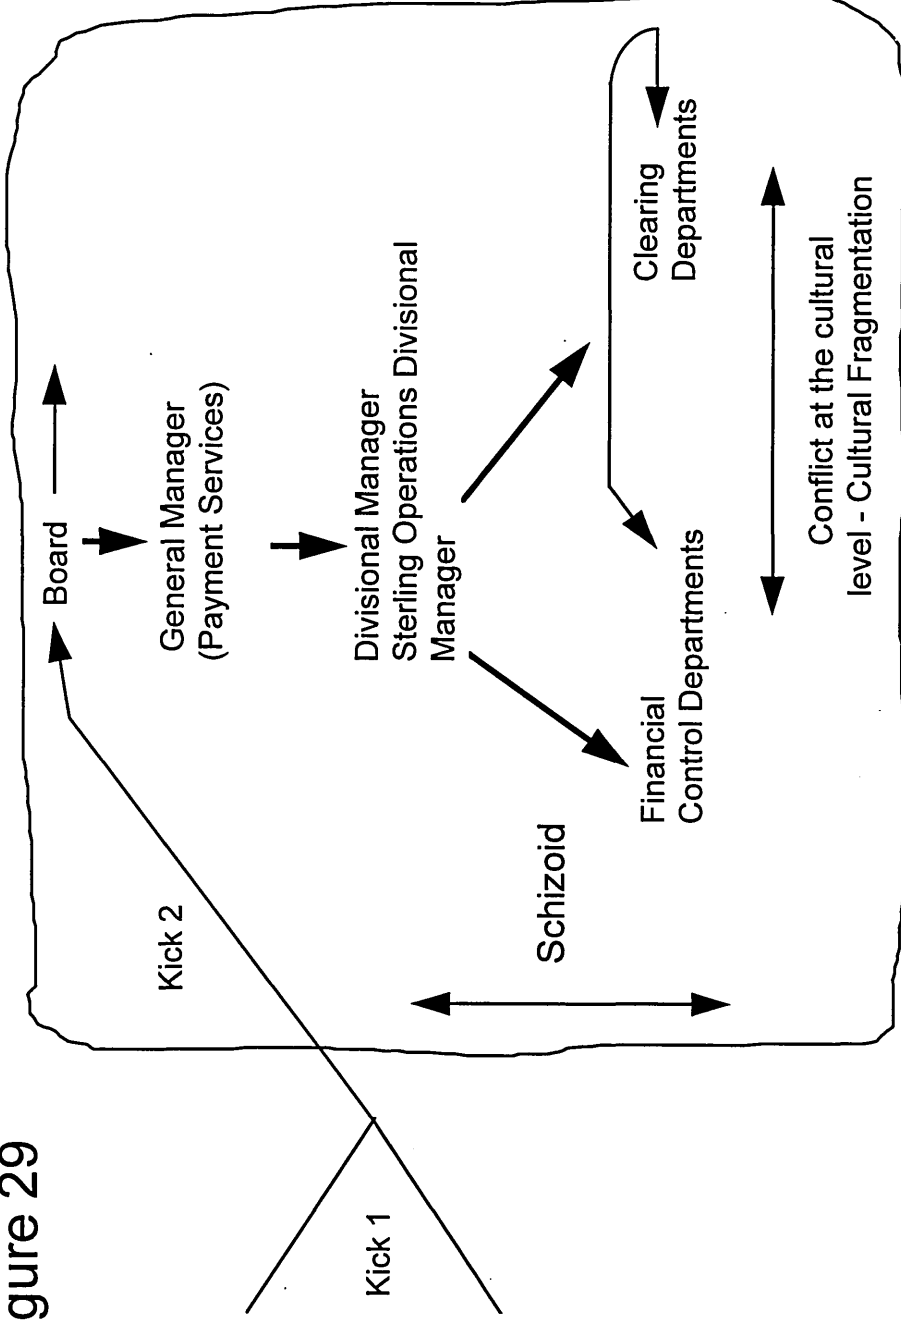 gure 29
Kick 1
Kick 2
Board
General Manager
(Payment Services)
Divisional Manager
Sterling Operations Divisional
Manager
Schizoid
Financial
Control Departments
Clearing
Departments
Conflict at the cultural
level - Cultural Fragmentation